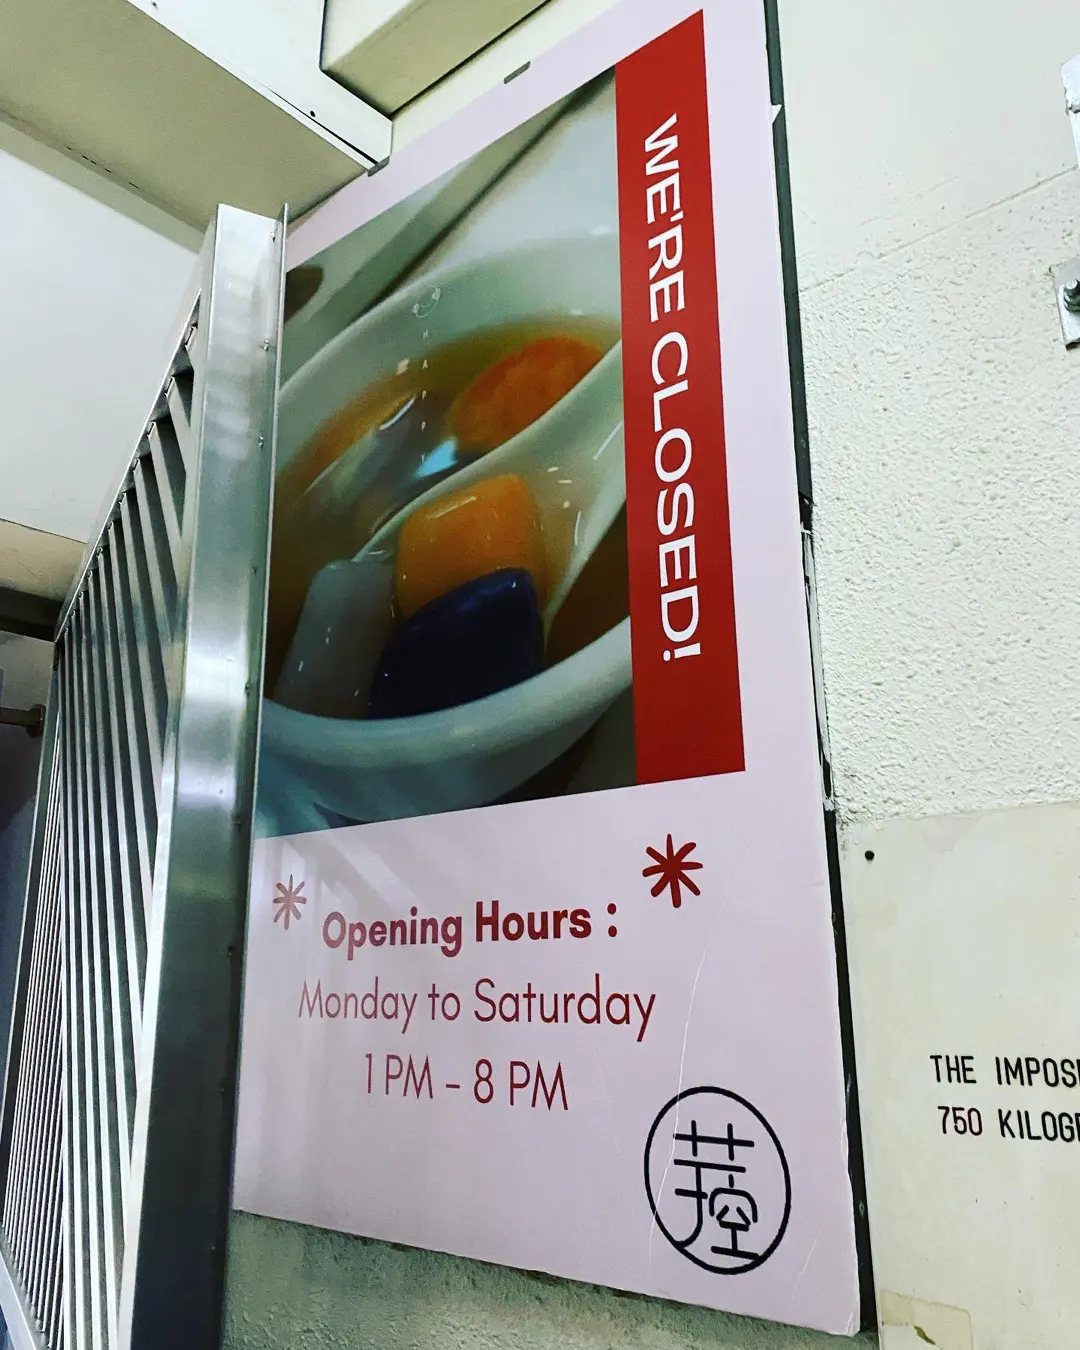 WE'RE CLOSED!
Opening Hours :
Monday to Saturday
1 PM - 8 PM
THE IMPOS
750 KILOG